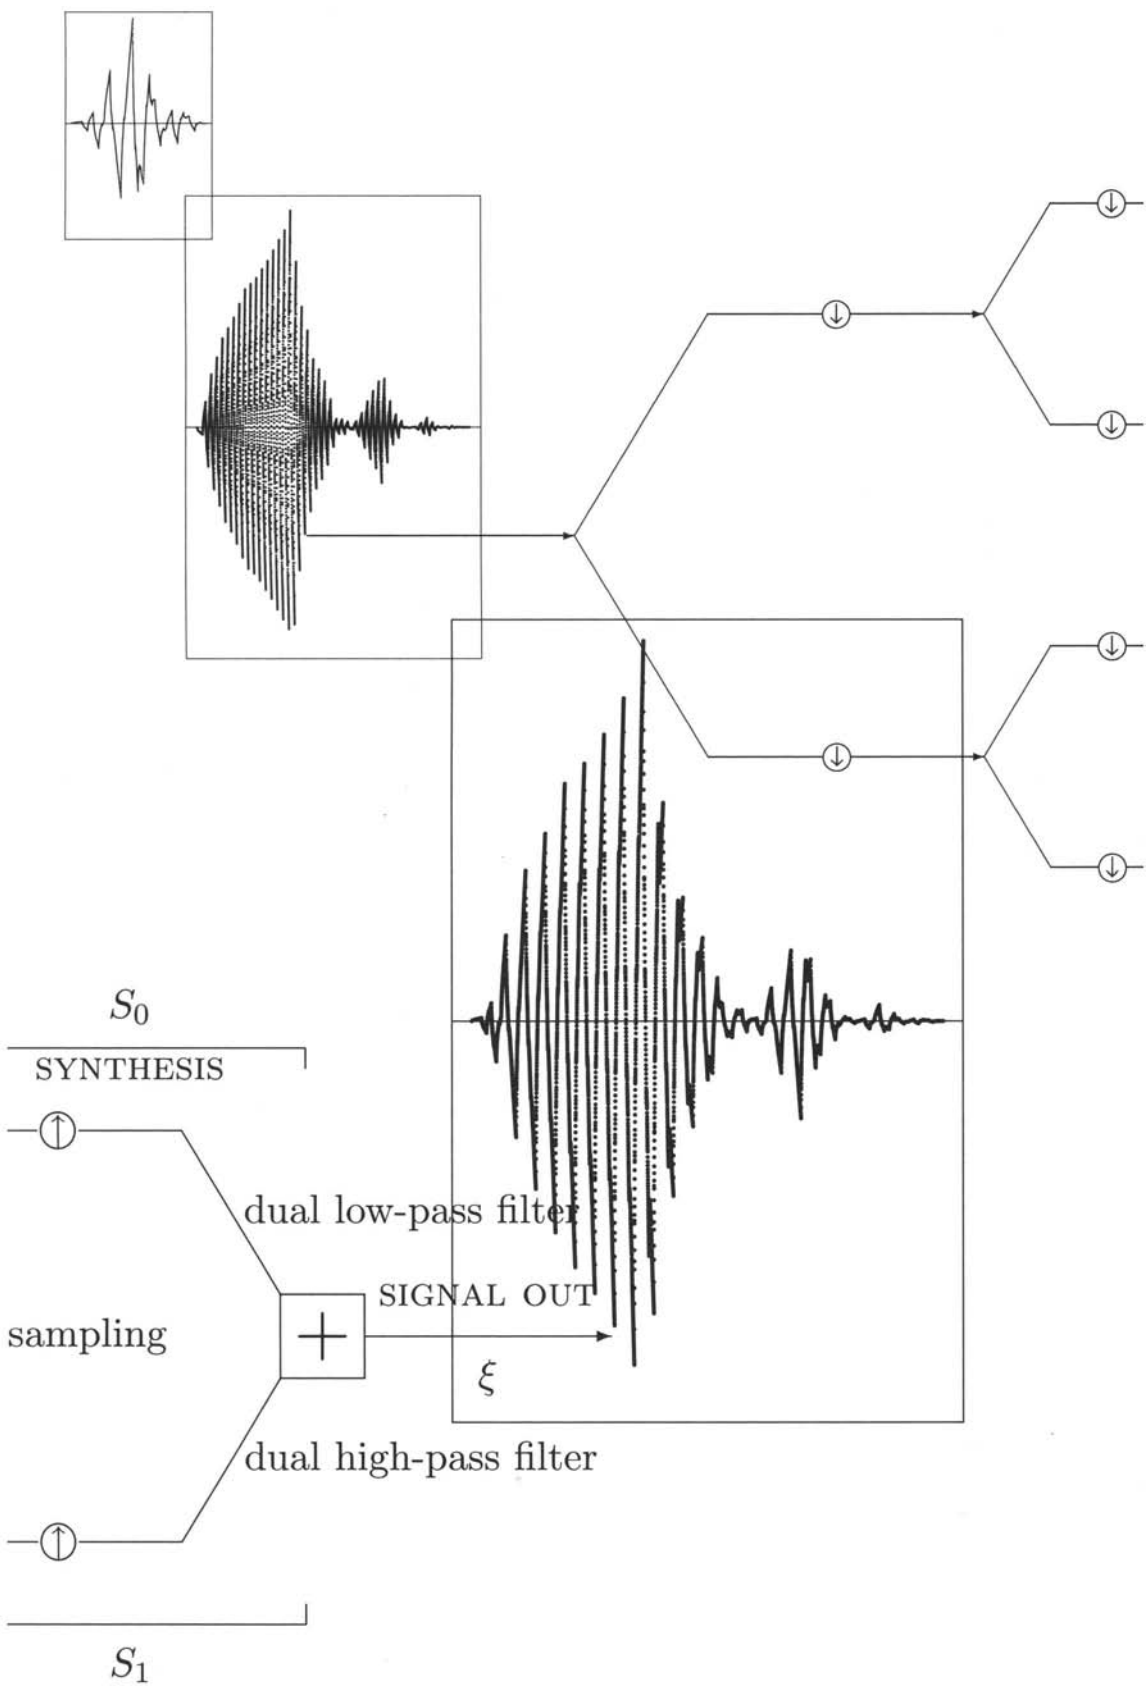 S₀
SYNTHESIS
dual low-pass filter
SIGNAL OUT
sampling
ξ
dual high-pass filter
S₁